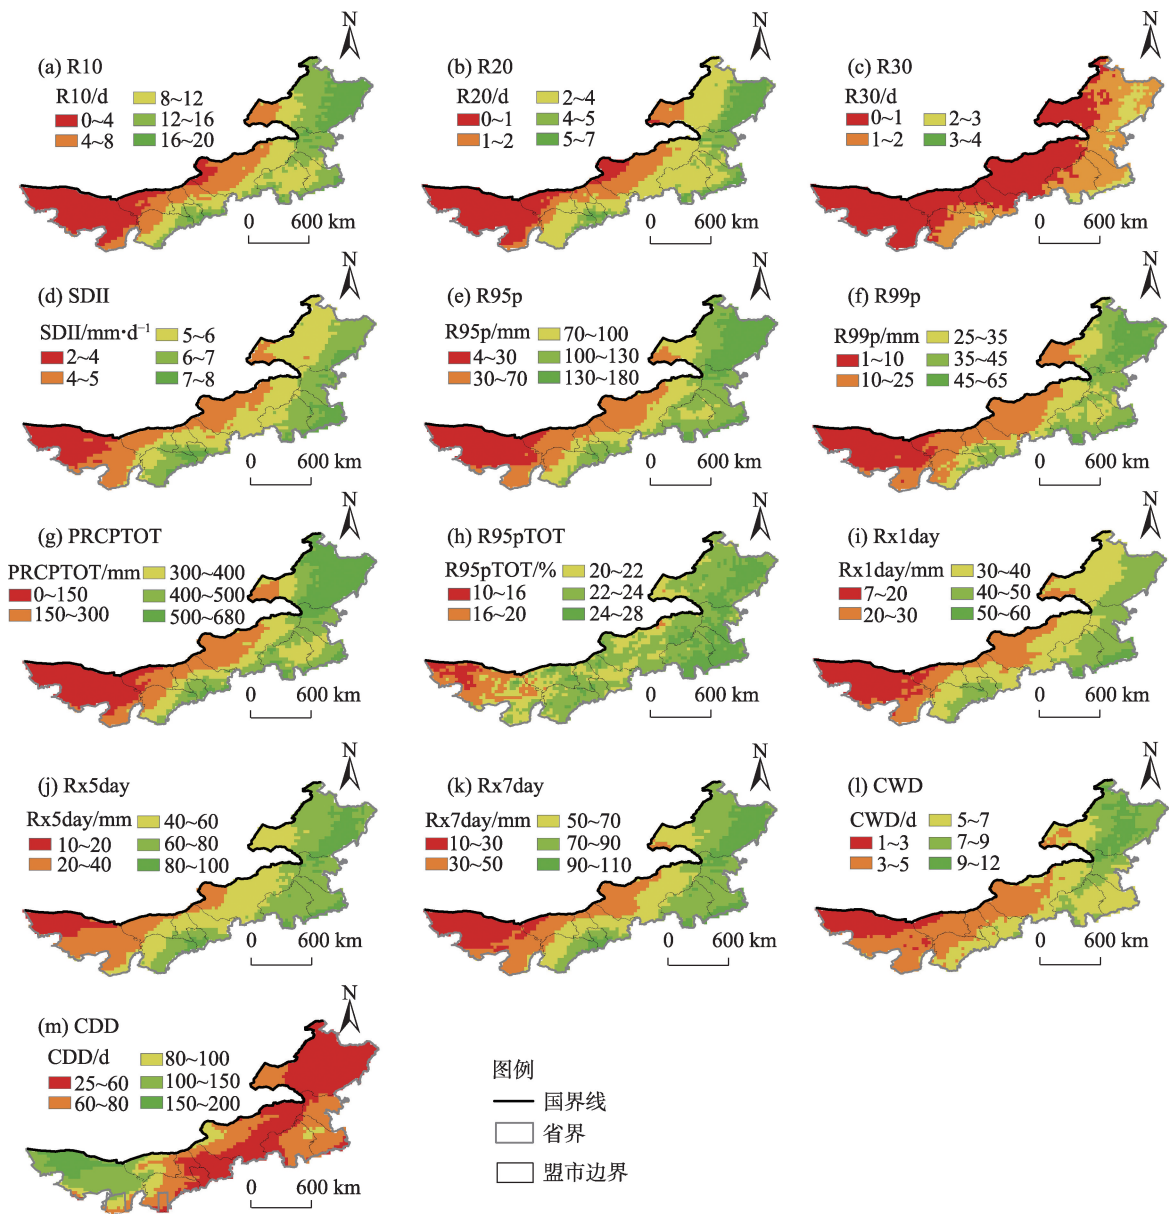 N
(a) R10
R10/d
0~4
4~8
8~12
12~16
16~20
0
600 km
N
(b) R20
R20/d
0~1
1~2
2~4
4~5
5~7
0
600 km
N
(c) R30
R30/d
0~1
1~2
2~3
3~4
0
600 km
N
(d) SDII
SDII/mm·d⁻¹
2~4
4~5
5~6
6~7
7~8
0
600 km
N
(e) R95p
R95p/mm
4~30
30~70
70~100
100~130
130~180
0
600 km
N
(f) R99p
R99p/mm
1~10
10~25
25~35
35~45
45~65
0
600 km
N
(g) PRCPTOT
PRCPTOT/mm
0~150
150~300
300~400
400~500
500~680
0
600 km
N
(h) R95pTOT
R95pTOT/%
10~16
16~20
20~22
22~24
24~28
0
600 km
N
(i) Rx1day
Rx1day/mm
7~20
20~30
30~40
40~50
50~60
0
600 km
N
(j) Rx5day
Rx5day/mm
10~20
20~40
40~60
60~80
80~100
0
600 km
N
(k) Rx7day
Rx7day/mm
10~30
30~50
50~70
70~90
90~110
0
600 km
N
(l) CWD
CWD/d
1~3
3~5
5~7
7~9
9~12
0
600 km
N
(m) CDD
CDD/d
25~60
60~80
80~100
100~150
150~200
0
600 km
图例
国界线
省界
盟市边界